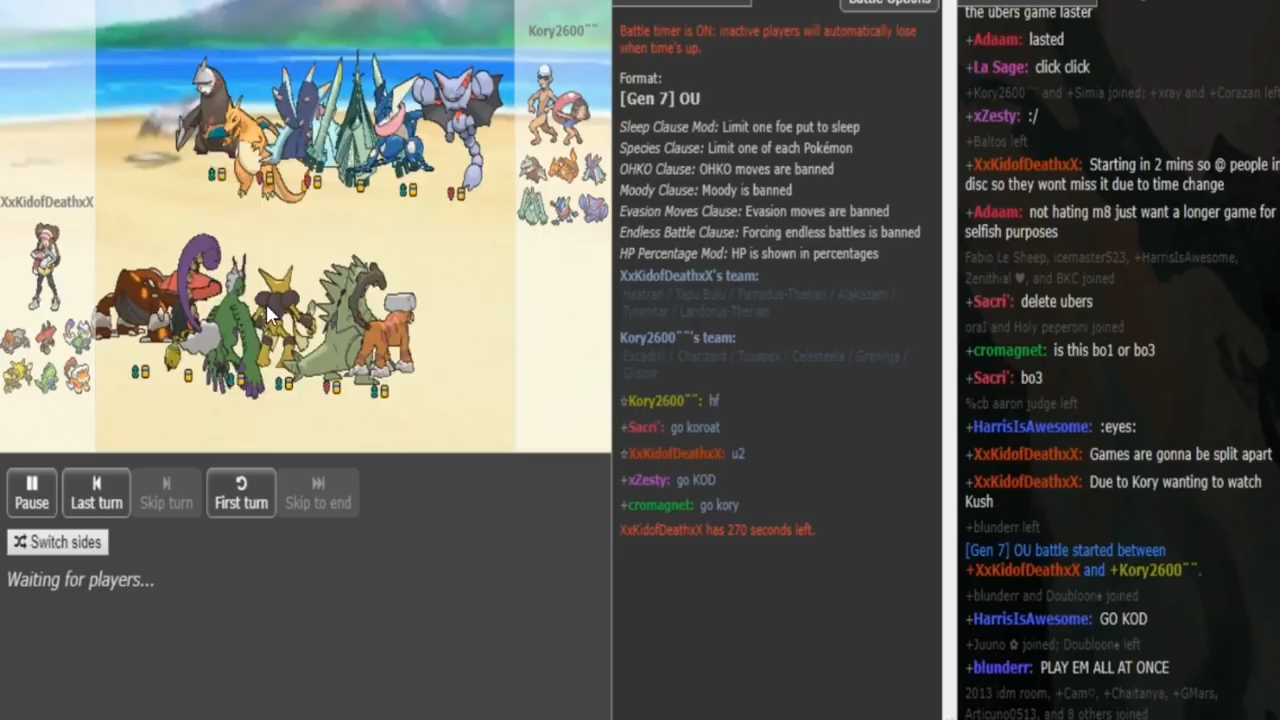 Kory2600~~
XxKidofDeathxX
Pause
Last turn
Skip turn
First turn
Skip to end
Switch sides
Waiting for players...
Battle Options
Battle timer is ON: inactive players will automatically lose
when time's up.
Format:
[Gen 7] OU
Sleep Clause Mod: Limit one foe put to sleep
Species Clause: Limit one of each Pokémon
OHKO Clause: OHKO moves are banned
Moody Clause: Moody is banned
Evasion Moves Clause: Evasion moves are banned
Endless Battle Clause: Forcing endless battles is banned
HP Percentage Mod: HP is shown in percentages
XxKidofDeathxX's team:
Heatran / Tapu Bulu / Tornadus-Therian / Alakazam /
Tyranitar / Landorus-Therian
Kory2600~~'s team:
Excadrill / Charizard / Toxapex / Celesteela / Greninja /
Gliscor
☆Kory2600~~: hf
+Sacri': go koroat
☆XxKidofDeathxX: u2
+xZesty: go KOD
+cromagnet: go kory
XxKidofDeathxX has 270 seconds left.
the ubers game laster
+Adaam: lasted
+La Sage: click click
+Kory2600~~ and +Simia joined; +xray and +Corazan left
+xZesty: :/
+Baltos left
+XxKidofDeathxX: Starting in 2 mins so @ people in
disc so they wont miss it due to time change
+Adaam: not hating m8 just want a longer game for
selfish purposes
Fabio Le Sheep, icemaster523, +HarrisIsAwesome,
Zenithial ♥, and BKC joined
+Sacri': delete ubers
oraI and Holy peperoni joined
+cromagnet: is this bo1 or bo3
+Sacri': bo3
%cb aaron judge left
+HarrisIsAwesome: :eyes:
+XxKidofDeathxX: Games are gonna be split apart
+XxKidofDeathxX: Due to Kory wanting to watch
Kush
+blunderr left
[Gen 7] OU battle started between
+XxKidofDeathxX and +Kory2600~~.
+blunderr and Doubloon♠ joined
+HarrisIsAwesome: GO KOD
+Juuno ✿ joined; Doubloon♠ left
+blunderr: PLAY EM ALL AT ONCE
2013 idm room, +Cam♡, +Chaitanya, +GMars,
Articuno0513, and 8 others joined